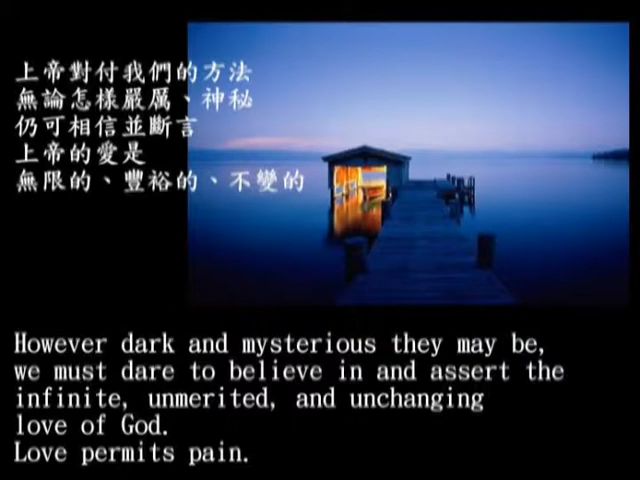 上帝對付我們的方法
無論怎樣嚴厲、神秘
仍可相信並斷言
上帝的愛是
無限的、豐裕的、不變的
However dark and mysterious they may be,
we must dare to believe in and assert the
infinite, unmerited, and unchanging
love of God.
Love permits pain.